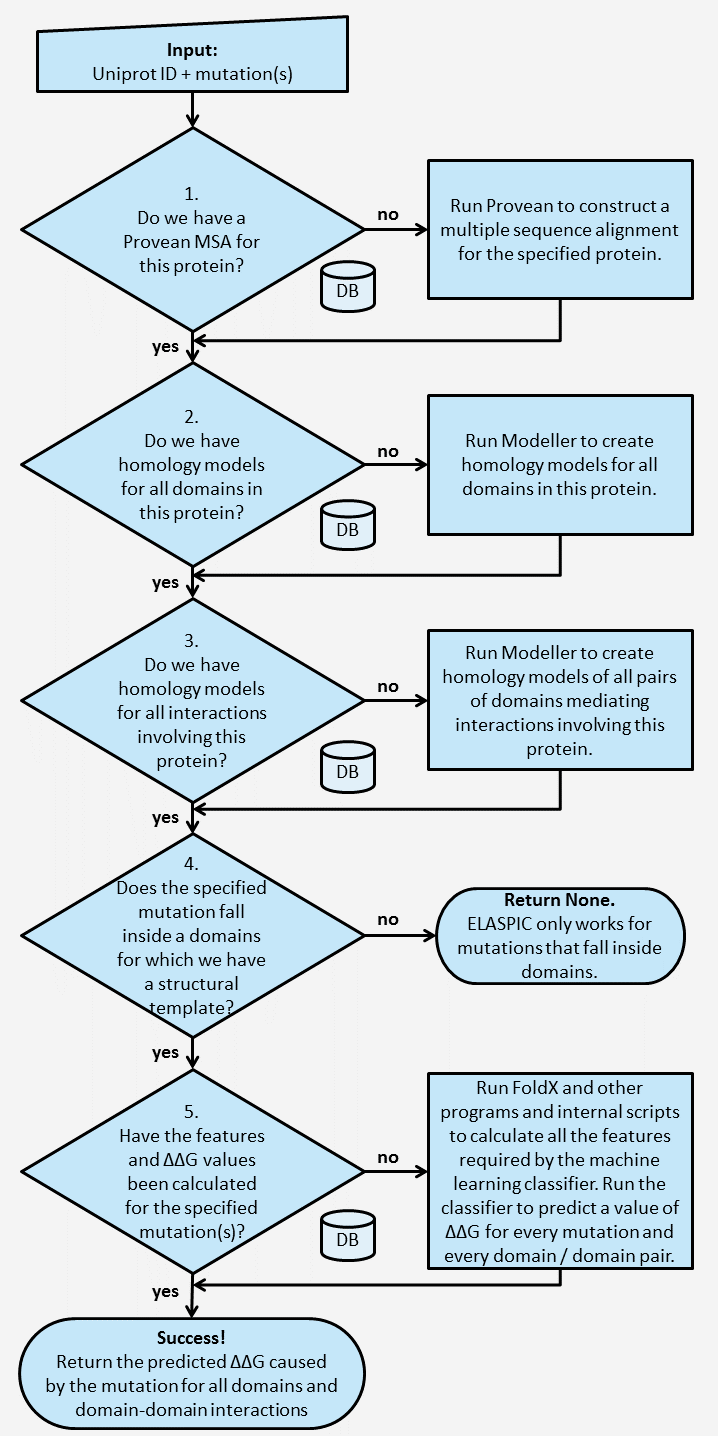 Input:
Uniprot ID + mutation(s)
1.
Do we have a
Provean MSA for
this protein?
no
Run Provean to construct a
multiple sequence alignment
for the specified protein.
DB
yes
2.
Do we have
homology models
for all domains in
this protein?
no
Run Modeller to create
homology models for all
domains in this protein.
DB
yes
3.
Do we have
homology models
for all interactions
involving this
protein?
no
Run Modeller to create
homology models of all pairs
of domains mediating
interactions involving this
protein.
DB
yes
4.
Does the specified
mutation fall
inside a domains
for which we have
a structural
template?
no
Return None.
ELASPIC only works for
mutations that fall inside
domains.
yes
5.
Have the features
and ΔΔG values
been calculated
for the specified
mutation(s)?
no
Run FoldX and other
programs and internal scripts
to calculate all the features
required by the machine
learning classifier. Run the
classifier to predict a value of
ΔΔG for every mutation and
every domain / domain pair.
DB
yes
Success!
Return the predicted ΔΔG caused
by the mutation for all domains and
domain-domain interactions